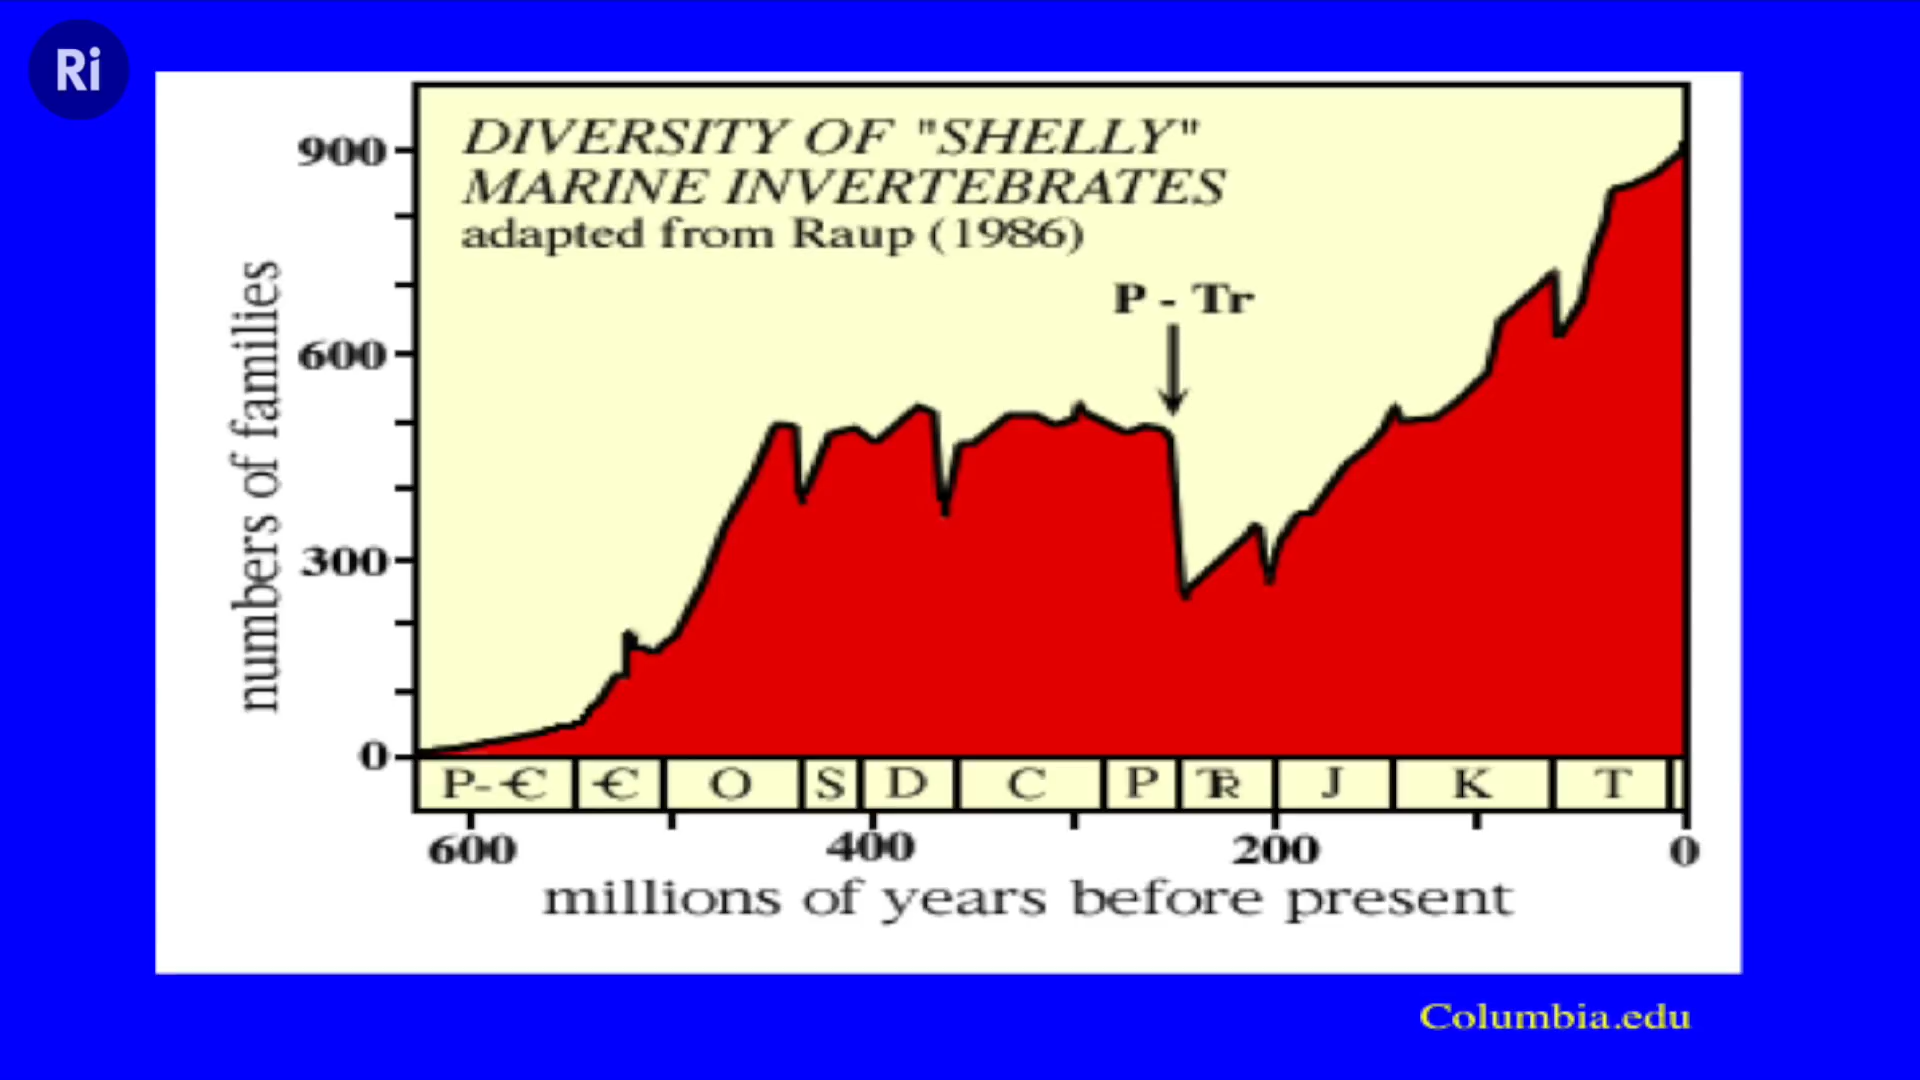 Ri
DIVERSITY OF "SHELLY"
MARINE INVERTEBRATES
adapted from Raup (1986)
P - Tr
numbers of families
900
600
300
0
P-Є Є O S D C P TR J K T
600 400 200 0
millions of years before present
Columbia.edu